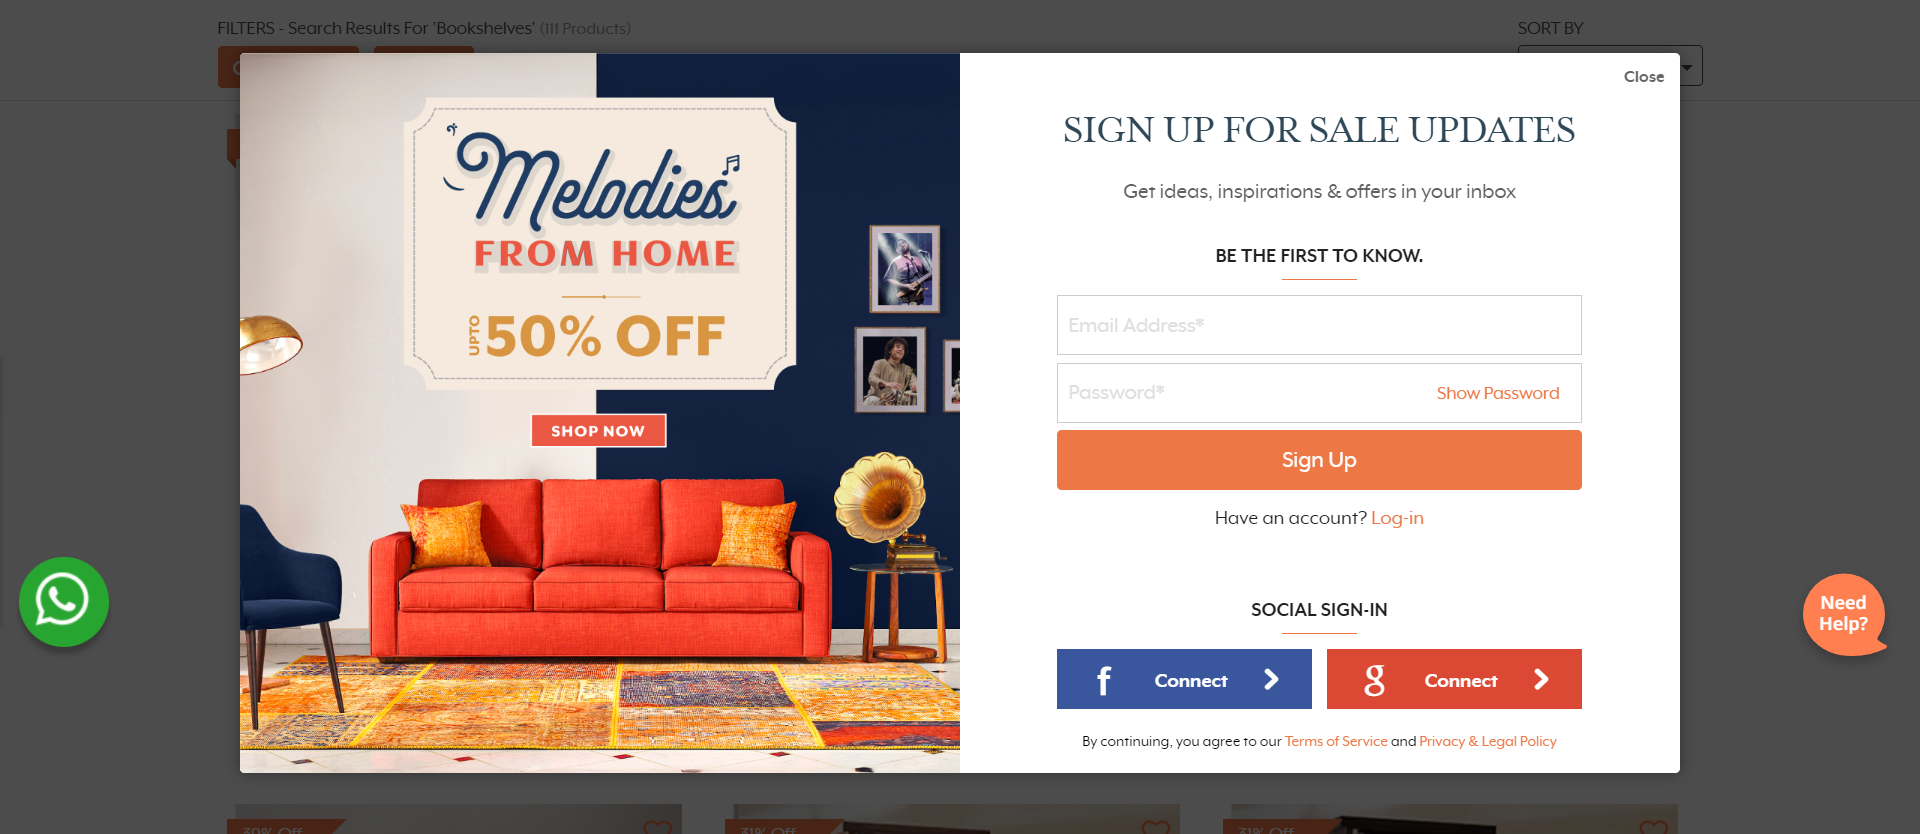 FILTERS - Search Results For 'Bookshelves' (111 Products)
SORT BY
Close
Melodies
FROM HOME
UPTO 50% OFF
SHOP NOW
SIGN UP FOR SALE UPDATES
Get ideas, inspirations & offers in your inbox
BE THE FIRST TO KNOW.
Email Address*
Password*
Show Password
Sign Up
Have an account? Log-in
SOCIAL SIGN-IN
f Connect
g Connect
By continuing, you agree to our Terms of Service and Privacy & Legal Policy
Need
Help?
30% Off
31% Off
31% Off